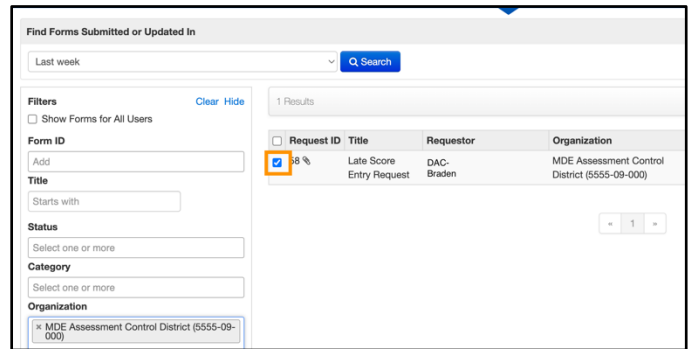 Find Forms Submitted or Updated In
Last week
Search
Filters
Clear
Hide
Show Forms for All Users
Form ID
Add
Title
Starts with
Status
Select one or more
Category
Select one or more
Organization
× MDE Assessment Control District (5555-09-
000)
1 Results
Request ID
Title
Requestor
Organization
58
Late Score
Entry Request
DAC-
Braden
MDE Assessment Control
District (5555-09-000)
«
1
»